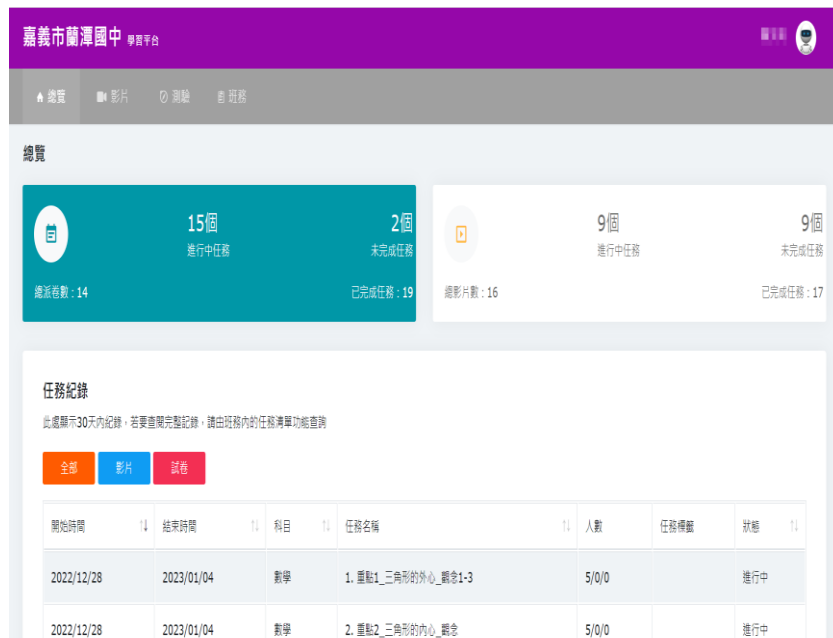 嘉義市蘭潭國中 學習平台
總覽 影片 測驗 班務
總覽
15個 2個 9個 9個
進行中任務 未完成任務 進行中任務 未完成任務
總派卷數：14 已完成任務：19 總影片數：16 已完成任務：17
任務紀錄
此處顯示30天內紀錄，若要查閱完整記錄，請由班務內的任務清單功能查詢
全部 影片 試卷
開始時間 結束時間 科目 任務名稱 人數 任務標籤 狀態
2022/12/28 2023/01/04 數學 1. 重點1_三角形的外心_觀念1-3 5/0/0 進行中
2022/12/28 2023/01/04 數學 2. 重點2_三角形的內心_觀念 5/0/0 進行中